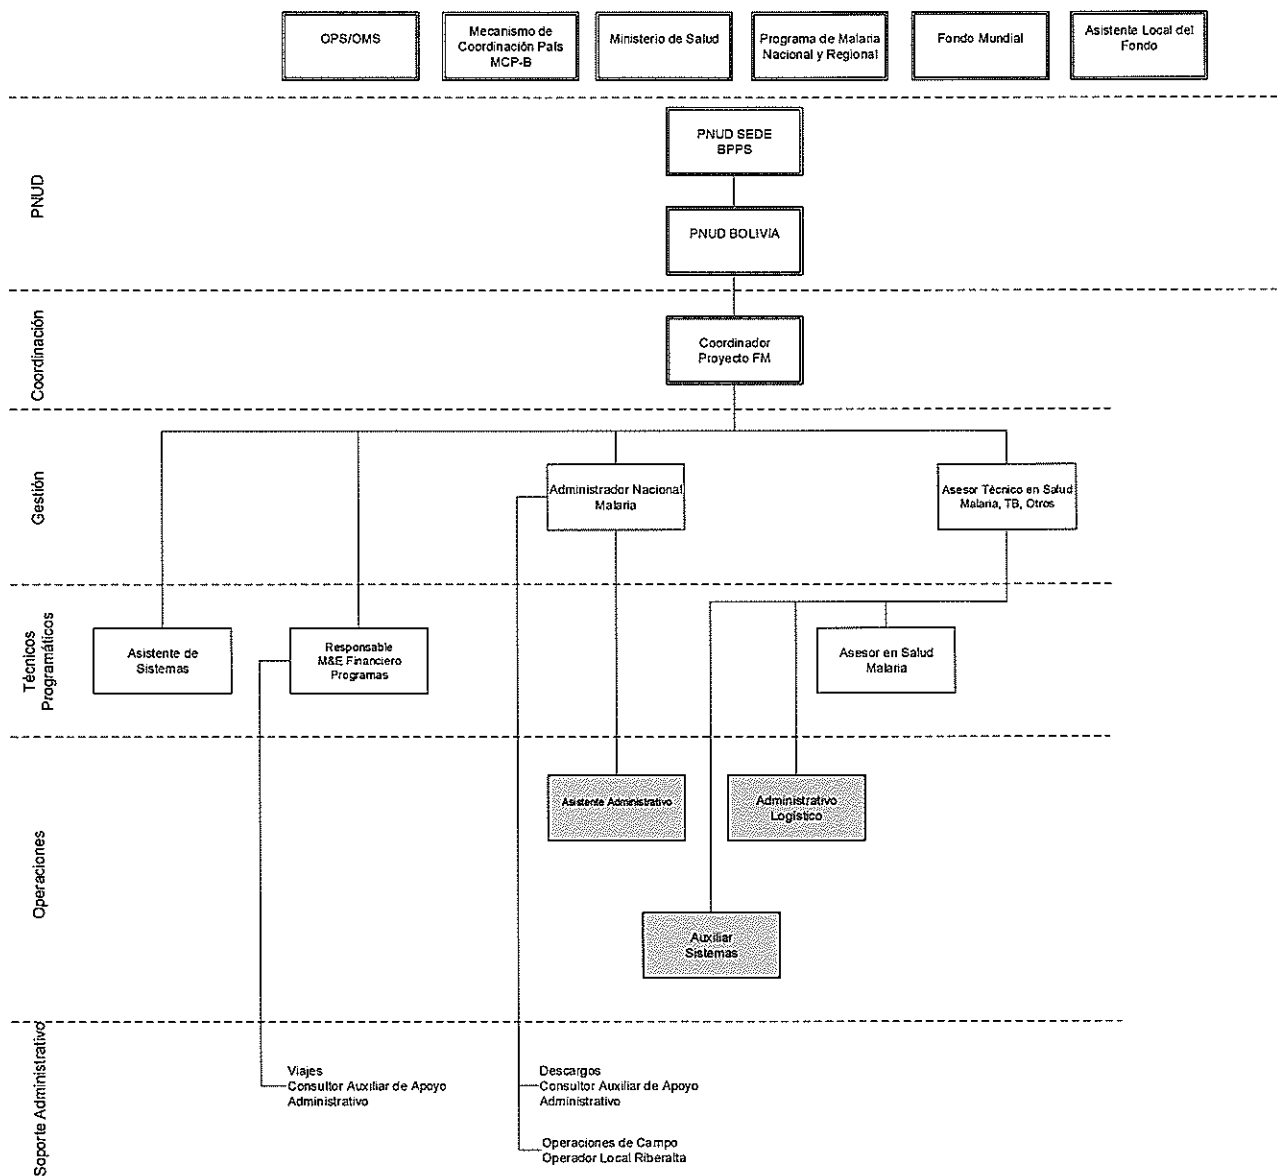 OPS/OMS
Mecanismo de
Coordinación País
MCP-B
Ministerio de Salud
Programa de Malaria
Nacional y Regional
Fondo Mundial
Asistente Local del
Fondo
PNUD
PNUD SEDE
BPPS
PNUD BOLIVIA
Coordinación
Coordinador
Proyecto FM
Gestión
Administrador Nacional
Malaria
Asesor Técnico en Salud
Malaria, TB, Otros
Técnicos
Programáticos
Asistente de
Sistemas
Responsable
M&E Financiero
Programas
Asesor en Salud
Malaria
Operaciones
Asistente Administrativo
Administrativo
Logístico
Auxiliar
Sistemas
Soporte Administrativo
Viajes
Consultor Auxiliar de Apoyo
Administrativo
Descargos
Consultor Auxiliar de Apoyo
Administrativo
Operaciones de Campo
Operador Local Riberalta